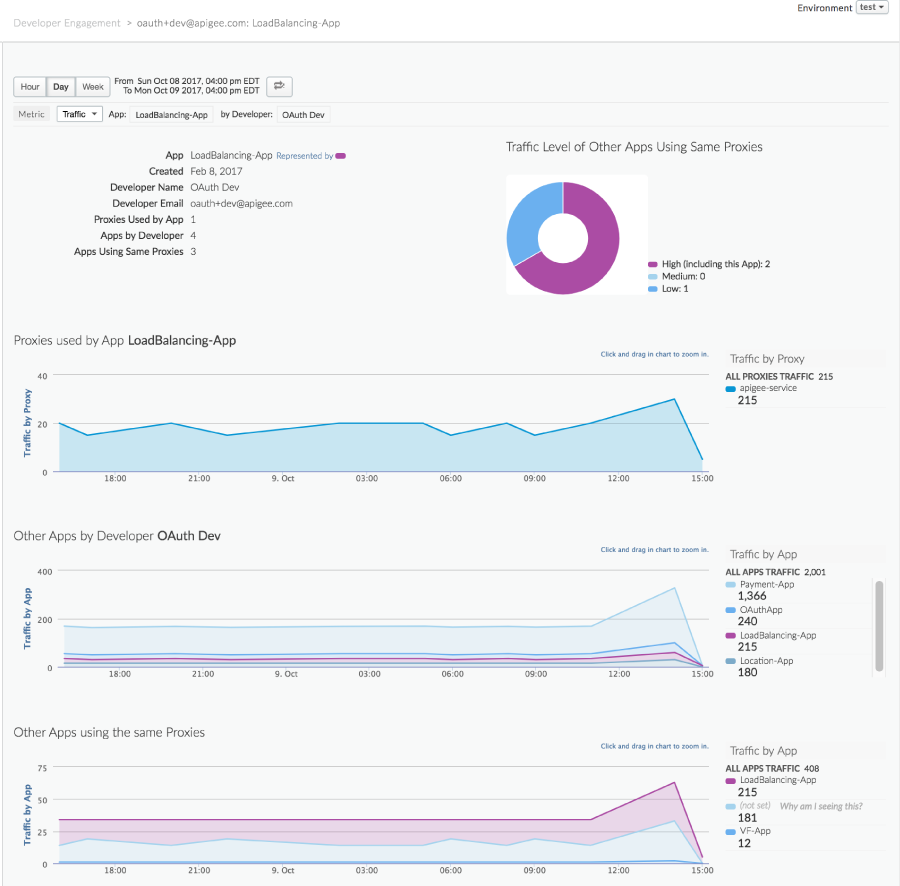 Environment test
Developer Engagement > oauth+dev@apigee.com: LoadBalancing-App
Hour Day Week
From Sun Oct 08 2017, 04:00 pm EDT
To Mon Oct 09 2017, 04:00 pm EDT
Metric Traffic App: LoadBalancing-App by Developer: OAuth Dev
App LoadBalancing-App Represented by
Created Feb 8, 2017
Developer Name OAuth Dev
Developer Email oauth+dev@apigee.com
Proxies Used by App 1
Apps by Developer 4
Apps Using Same Proxies 3
Traffic Level of Other Apps Using Same Proxies
High (including this App): 2
Medium: 0
Low: 1
Proxies used by App LoadBalancing-App
Click and drag in chart to zoom in.
Traffic by Proxy
40
20
0
18:00 21:00 9. Oct 03:00 06:00 09:00 12:00 15:00
Traffic by Proxy
ALL PROXIES TRAFFIC 215
apigee-service
215
Other Apps by Developer OAuth Dev
Click and drag in chart to zoom in.
Traffic by App
400
200
0
18:00 21:00 9. Oct 03:00 06:00 09:00 12:00 15:00
Traffic by App
ALL APPS TRAFFIC 2,001
Payment-App
1,366
OAuthApp
240
LoadBalancing-App
215
Location-App
180
Other Apps using the same Proxies
Click and drag in chart to zoom in.
Traffic by App
75
50
25
0
18:00 21:00 9. Oct 03:00 06:00 09:00 12:00 15:00
Traffic by App
ALL APPS TRAFFIC 408
LoadBalancing-App
215
(not set) Why am I seeing this?
181
VF-App
12